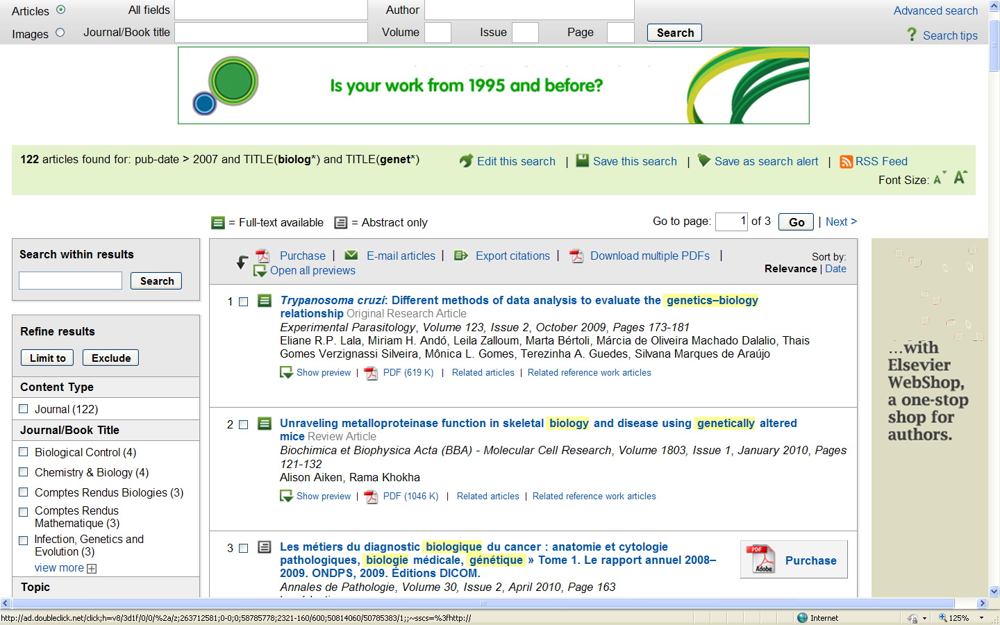 Articles All fields Author Advanced search
Images Journal/Book title Volume Issue Page Search Search tips
Is your work from 1995 and before?
122 articles found for: pub-date > 2007 and TITLE(biolog*) and TITLE(genet*) Edit this search | Save this search | Save as search alert | RSS Feed
Font Size: A A
= Full-text available = Abstract only Go to page: 1 of 3 Go | Next >
Search within results
Search
Refine results
Limit to Exclude
Content Type
Journal (122)
Journal/Book Title
Biological Control (4)
Chemistry & Biology (4)
Comptes Rendus Biologies (3)
Comptes Rendus
Mathematique (3)
Infection, Genetics and
Evolution (3)
view more
Topic
Purchase | E-mail articles | Export citations | Download multiple PDFs |
Open all previews
Sort by:
Relevance | Date
1 Trypanosoma cruzi: Different methods of data analysis to evaluate the genetics–biology
relationship Original Research Article
Experimental Parasitology, Volume 123, Issue 2, October 2009, Pages 173-181
Eliane R.P. Lala, Miriam H. Andó, Leila Zalloum, Marta Bértoli, Márcia de Oliveira Machado Dalalio, Thais
Gomes Verzignassi Silveira, Mônica L. Gomes, Terezinha A. Guedes, Silvana Marques de Araújo
Show preview | PDF (619 K) | Related articles | Related reference work articles
2 Unraveling metalloproteinase function in skeletal biology and disease using genetically altered
mice Review Article
Biochimica et Biophysica Acta (BBA) - Molecular Cell Research, Volume 1803, Issue 1, January 2010, Pages
121-132
Alison Aiken, Rama Khokha
Show preview | PDF (1046 K) | Related articles | Related reference work articles
3 Les métiers du diagnostic biologique du cancer : anatomie et cytologie
pathologiques, biologie médicale, génétique » Tome 1. Le rapport annuel 2008–
2009. ONDPS, 2009. Éditions DICOM.
Annales de Pathologie, Volume 30, Issue 2, April 2010, Page 163
PDF
Adobe
Purchase
...with
Elsevier
WebShop,
a one-stop
shop for
authors.
http://ad.doubleclick.net/click;h=v8/3d1f/0/0/%2a/z;263712581;0-0;0;58785778;2321-160/600;50814060/50785383/1;;~sscs=%3fhttp:// Internet 125%